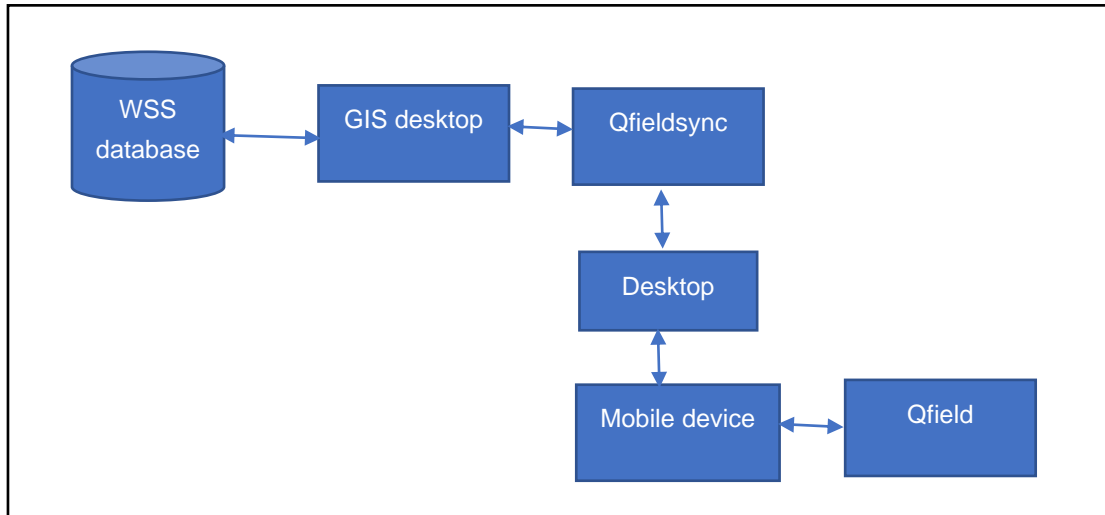 WSS
database
GIS desktop
Qfieldsync
Desktop
Mobile device
Qfield